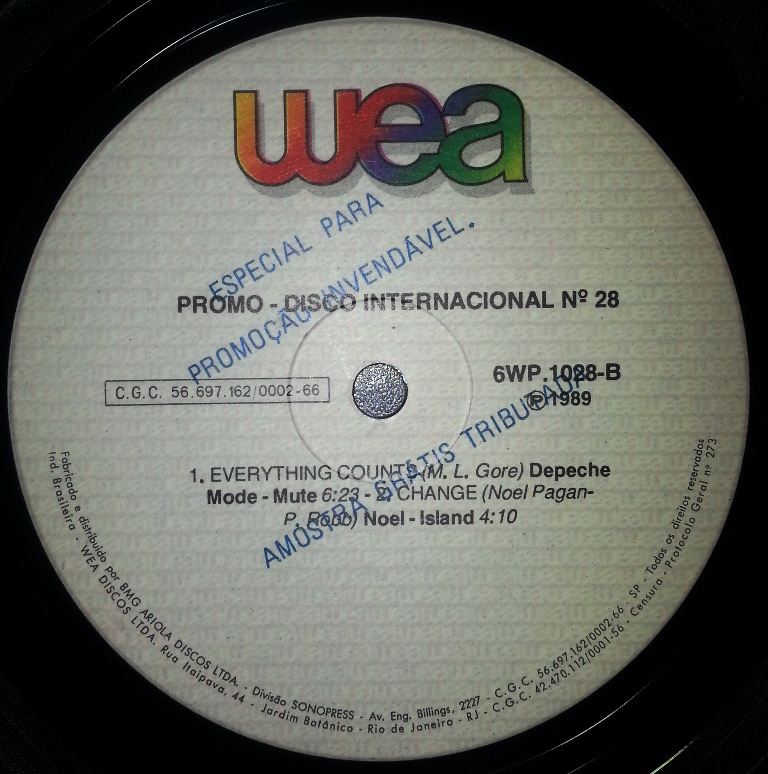 wea
ESPECIAL PARA
PROMOÇÃO INVENDÁVEL.
PROMO - DISCO INTERNACIONAL Nº 28
C.G.C. 56.697.162/0002-66
6WP.1028-B
℗ 1989
AMOSTRA GRÁTIS TRIBUTADA
1. EVERYTHING COUNTS (M. L. Gore) Depeche
Mode - Mute 6:23 - 2. CHANGE (Noel Pagan-
P. Robb) Noel - Island 4:10
Fabricado e distribuído por BMG ARIOLA DISCOS LTDA. - Divisão SONOPRESS - Av. Eng. Billings, 2227 - C.G.C. 56.697.162/0002-66 - SP - Todos os direitos reservados
Ind. Brasileira - WEA DISCOS LTDA. Rua Itaipava, 44 - Jardim Botânico - Rio de Janeiro - RJ - C.G.C. 42.470.112/0001-56 - Censura - Protocolo Geral nº 273